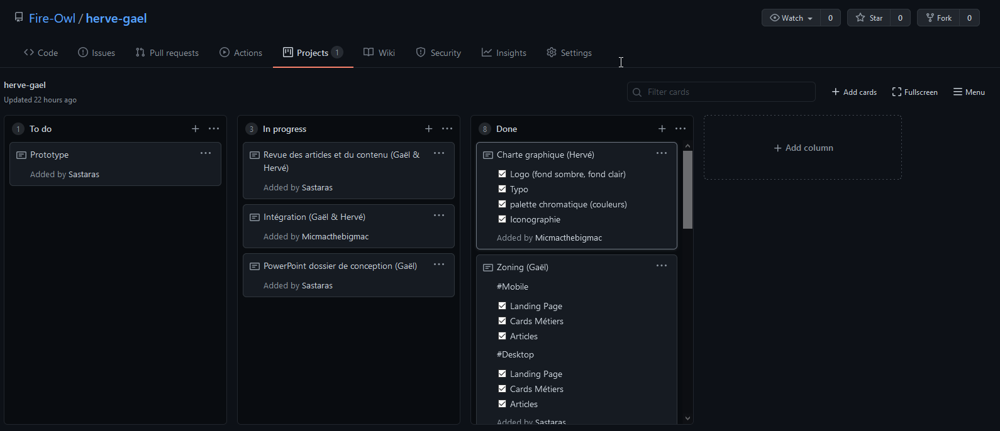 Fire-Owl / herve-gael
Watch 0 Star 0 Fork 0
Code Issues Pull requests Actions Projects 1 Wiki Security Insights Settings
herve-gael
Updated 22 hours ago
Filter cards
Add cards Fullscreen Menu
1 To do
Prototype
Added by Sastaras
3 In progress
Revue des articles et du contenu (Gaël &
Hervé)
Added by Sastaras
Intégration (Gaël & Hervé)
Added by Micmacthebigmac
PowerPoint dossier de conception (Gaël)
Added by Sastaras
8 Done
Charte graphique (Hervé)
Logo (fond sombre, fond clair)
Typo
palette chromatique (couleurs)
Iconographie
Added by Micmacthebigmac
Zoning (Gaël)
#Mobile
Landing Page
Cards Métiers
Articles
#Desktop
Landing Page
Cards Métiers
Articles
Added by Sastaras
Add column